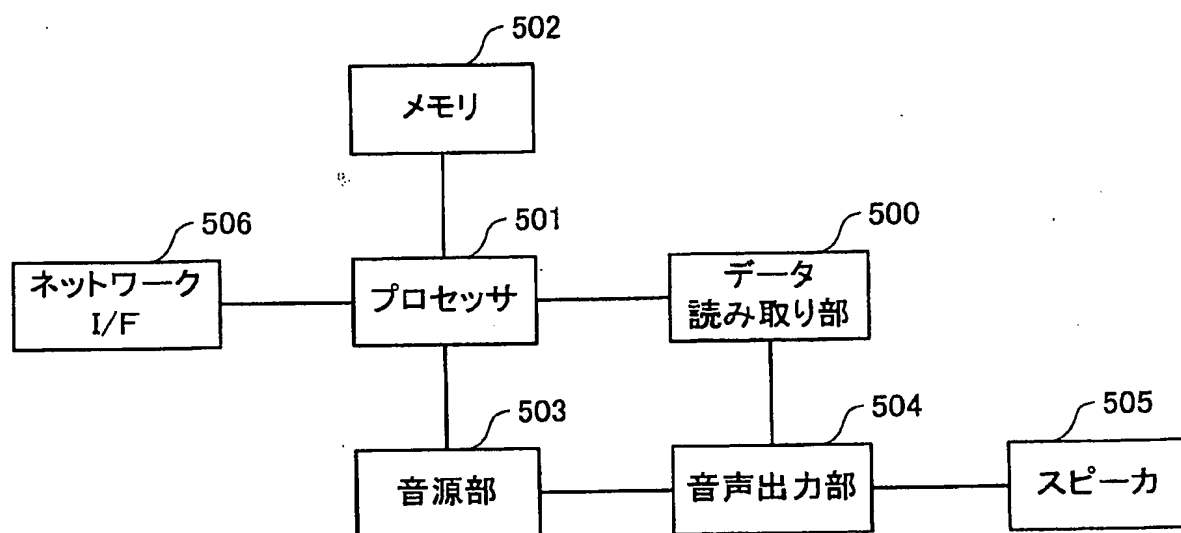 502
メモリ
506
501
500
ネットワーク
I/F
プロセッサ
データ
読み取り部
503
504
505
音源部
音声出力部
スピーカ